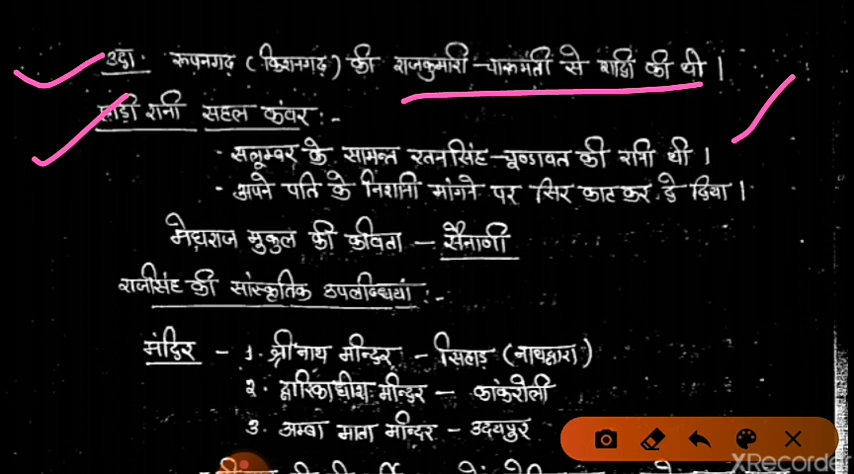 उदा. रूपनगढ़ (किशनगढ़) की राजकुमारी चारूमती से शादी की थी।
हाड़ी रानी सहल कंवर :-
· सलूम्बर के सामन्त रतनसिंह चूण्डावत की रानी थी।
· अपने पति के निशानी मांगने पर सिर काट कर दे दिया।
मेघराज मुकुल की कविता - सैनाणी
राजसिंह की सांस्कृतिक उपलब्धियां :-
मंदिर - 1. श्रीनाथ मन्दिर - सिहाड़ (नाथद्वारा)
2. द्वारिकाधीश मन्दिर - कांकरोली
3. अम्बा माता मन्दिर - उदयपुर
XRecorder